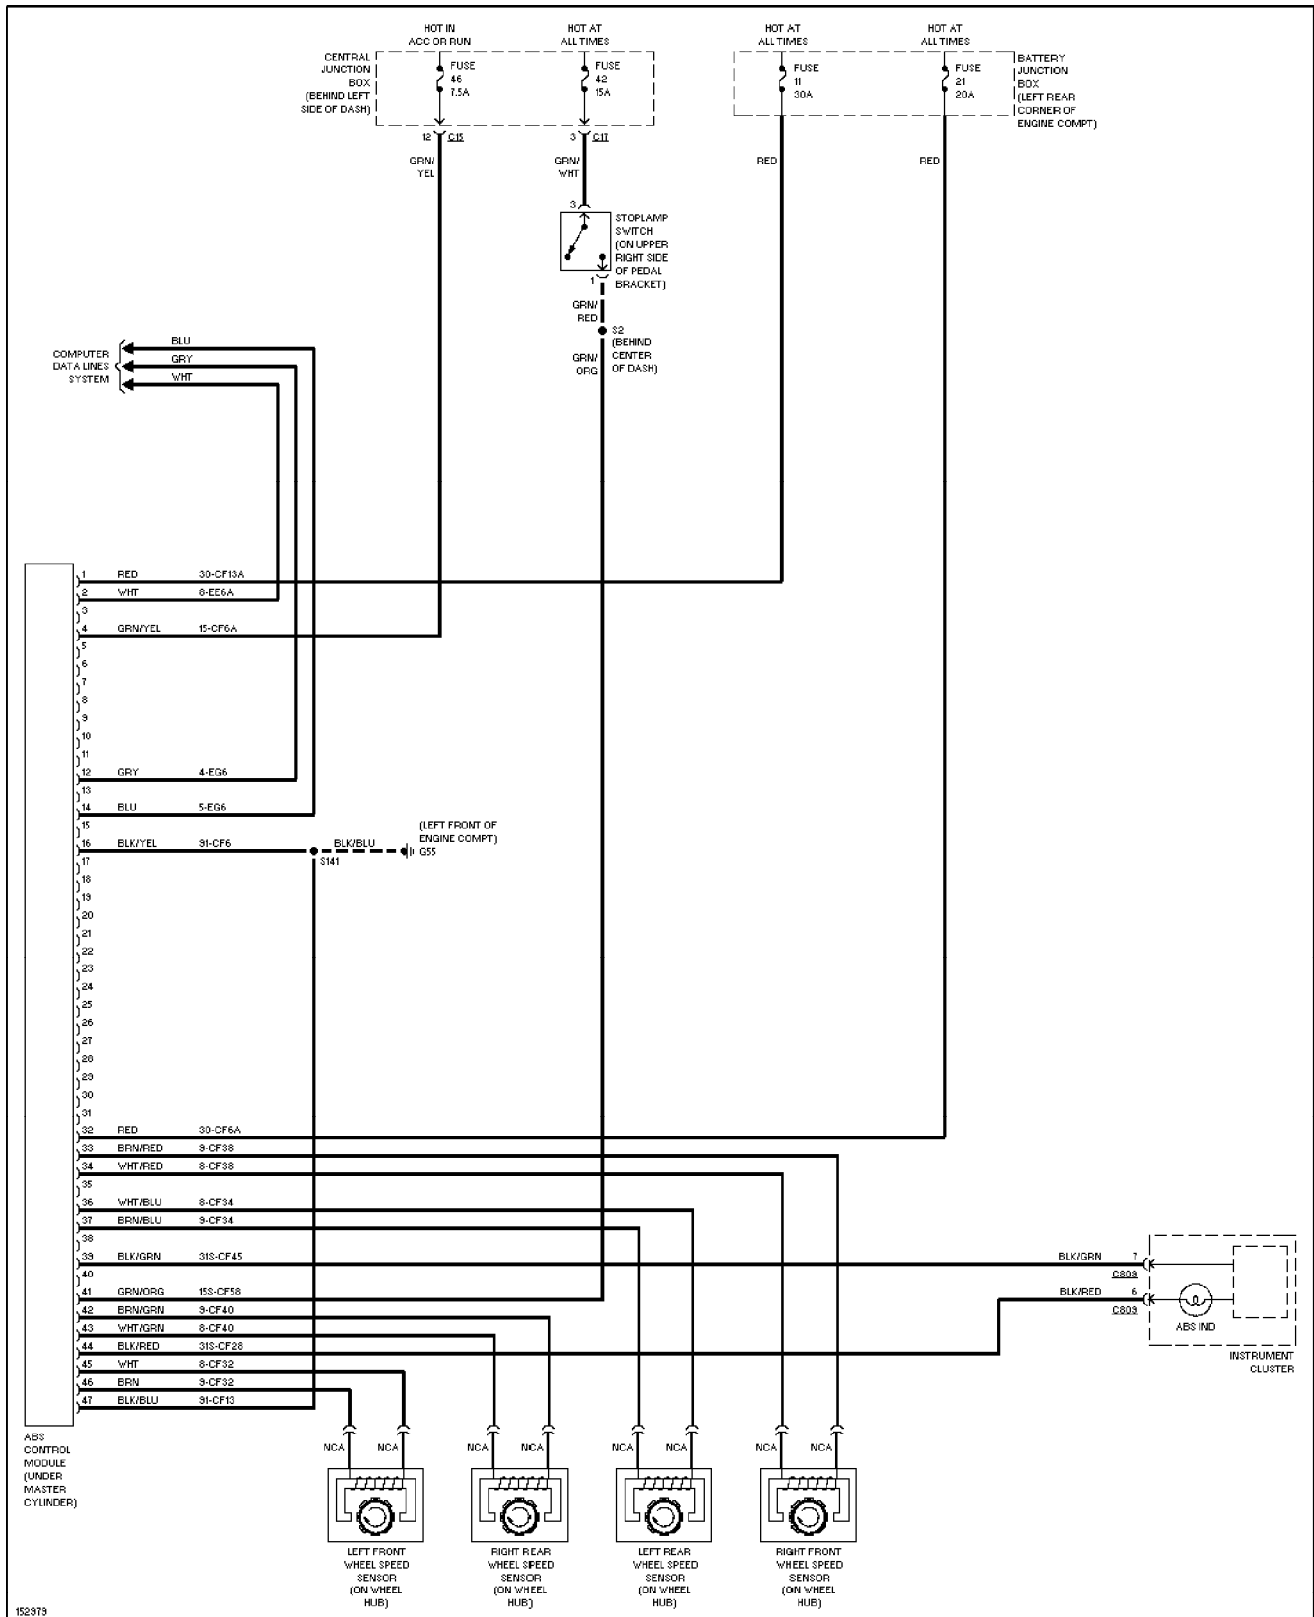 HOT IN
ACC OR RUN
HOT AT
ALL TIMES
HOT AT
ALL TIMES
HOT AT
ALL TIMES
CENTRAL
JUNCTION
BOX
(BEHIND LEFT
SIDE OF DASH)
FUSE
46
7.5A
FUSE
42
15A
FUSE
11
30A
FUSE
21
20A
BATTERY
JUNCTION
BOX
(LEFT REAR
CORNER OF
ENGINE COMPT)
12 C15
3 C17
GRN/
YEL
GRN/
WHT
RED
RED
3
STOPLAMP
SWITCH
(ON UPPER
RIGHT SIDE
OF PEDAL
BRACKET)
1
GRN/
RED
S2
(BEHIND
CENTER
OF DASH)
GRN/
ORG
COMPUTER
DATA LINES
SYSTEM
BLU
GRY
WHT
1 RED 30-CF13A
2 WHT 8-EE6A
3
4 GRN/YEL 15-CF6A
5
6
7
8
9
10
11
12 GRY 4-EG6
13
14 BLU 5-EG6
15
16 BLK/YEL 91-CF6
BLK/BLU
S141
(LEFT FRONT OF
ENGINE COMPT)
G55
17
18
19
20
21
22
23
24
25
26
27
28
29
30
31
32 RED 30-CF6A
33 BRN/RED 9-CF38
34 WHT/RED 8-CF38
35
36 WHT/BLU 8-CF34
37 BRN/BLU 9-CF34
38
39 BLK/GRN 31S-CF45
40
41 GRN/ORG 15S-CF58
42 BRN/GRN 9-CF40
43 WHT/GRN 8-CF40
44 BLK/RED 31S-CF28
45 WHT 8-CF32
46 BRN 9-CF32
47 BLK/BLU 91-CF13
BLK/GRN 7
C809
BLK/RED 6
C809
ABS IND
INSTRUMENT
CLUSTER
ABS
CONTROL
MODULE
(UNDER
MASTER
CYLINDER)
NCA NCA NCA NCA NCA NCA NCA NCA
LEFT FRONT
WHEEL SPEED
SENSOR
(ON WHEEL
HUB)
RIGHT REAR
WHEEL SPEED
SENSOR
(ON WHEEL
HUB)
LEFT REAR
WHEEL SPEED
SENSOR
(ON WHEEL
HUB)
RIGHT FRONT
WHEEL SPEED
SENSOR
(ON WHEEL
HUB)
152979